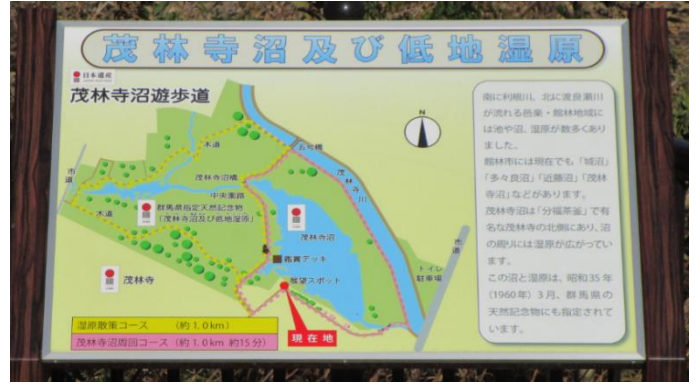 茂林寺沼及び低地湿原
日本遺産
茂林寺沼遊歩道
N
木道
市道
茂林寺沼橋
中央園路
木道
群馬県指定天然記念物
「茂林寺沼及び低地湿原」
茂林寺川
茂林寺沼
市道
鑑賞デッキ
トイレ
駐車場
茂林寺
展望スポット
現在地
湿原散策コース (約1.0km)
茂林寺沼周回コース (約1.0km 約15分)
南に利根川、北に渡良瀬川
が流れる邑楽・館林地域に
は池や沼、湿原が数多くあり
ました。
館林市には現在でも「城沼」
「多々良沼」「近藤沼」「茂林
寺沼」などがあります。
茂林寺沼は「分福茶釜」で有
名な茂林寺の北側にあり、沼
の周りには湿原が広がってい
ます。
この沼と湿原は、昭和35年
(1960年) 3月、群馬県の
天然記念物にも指定されて
います。